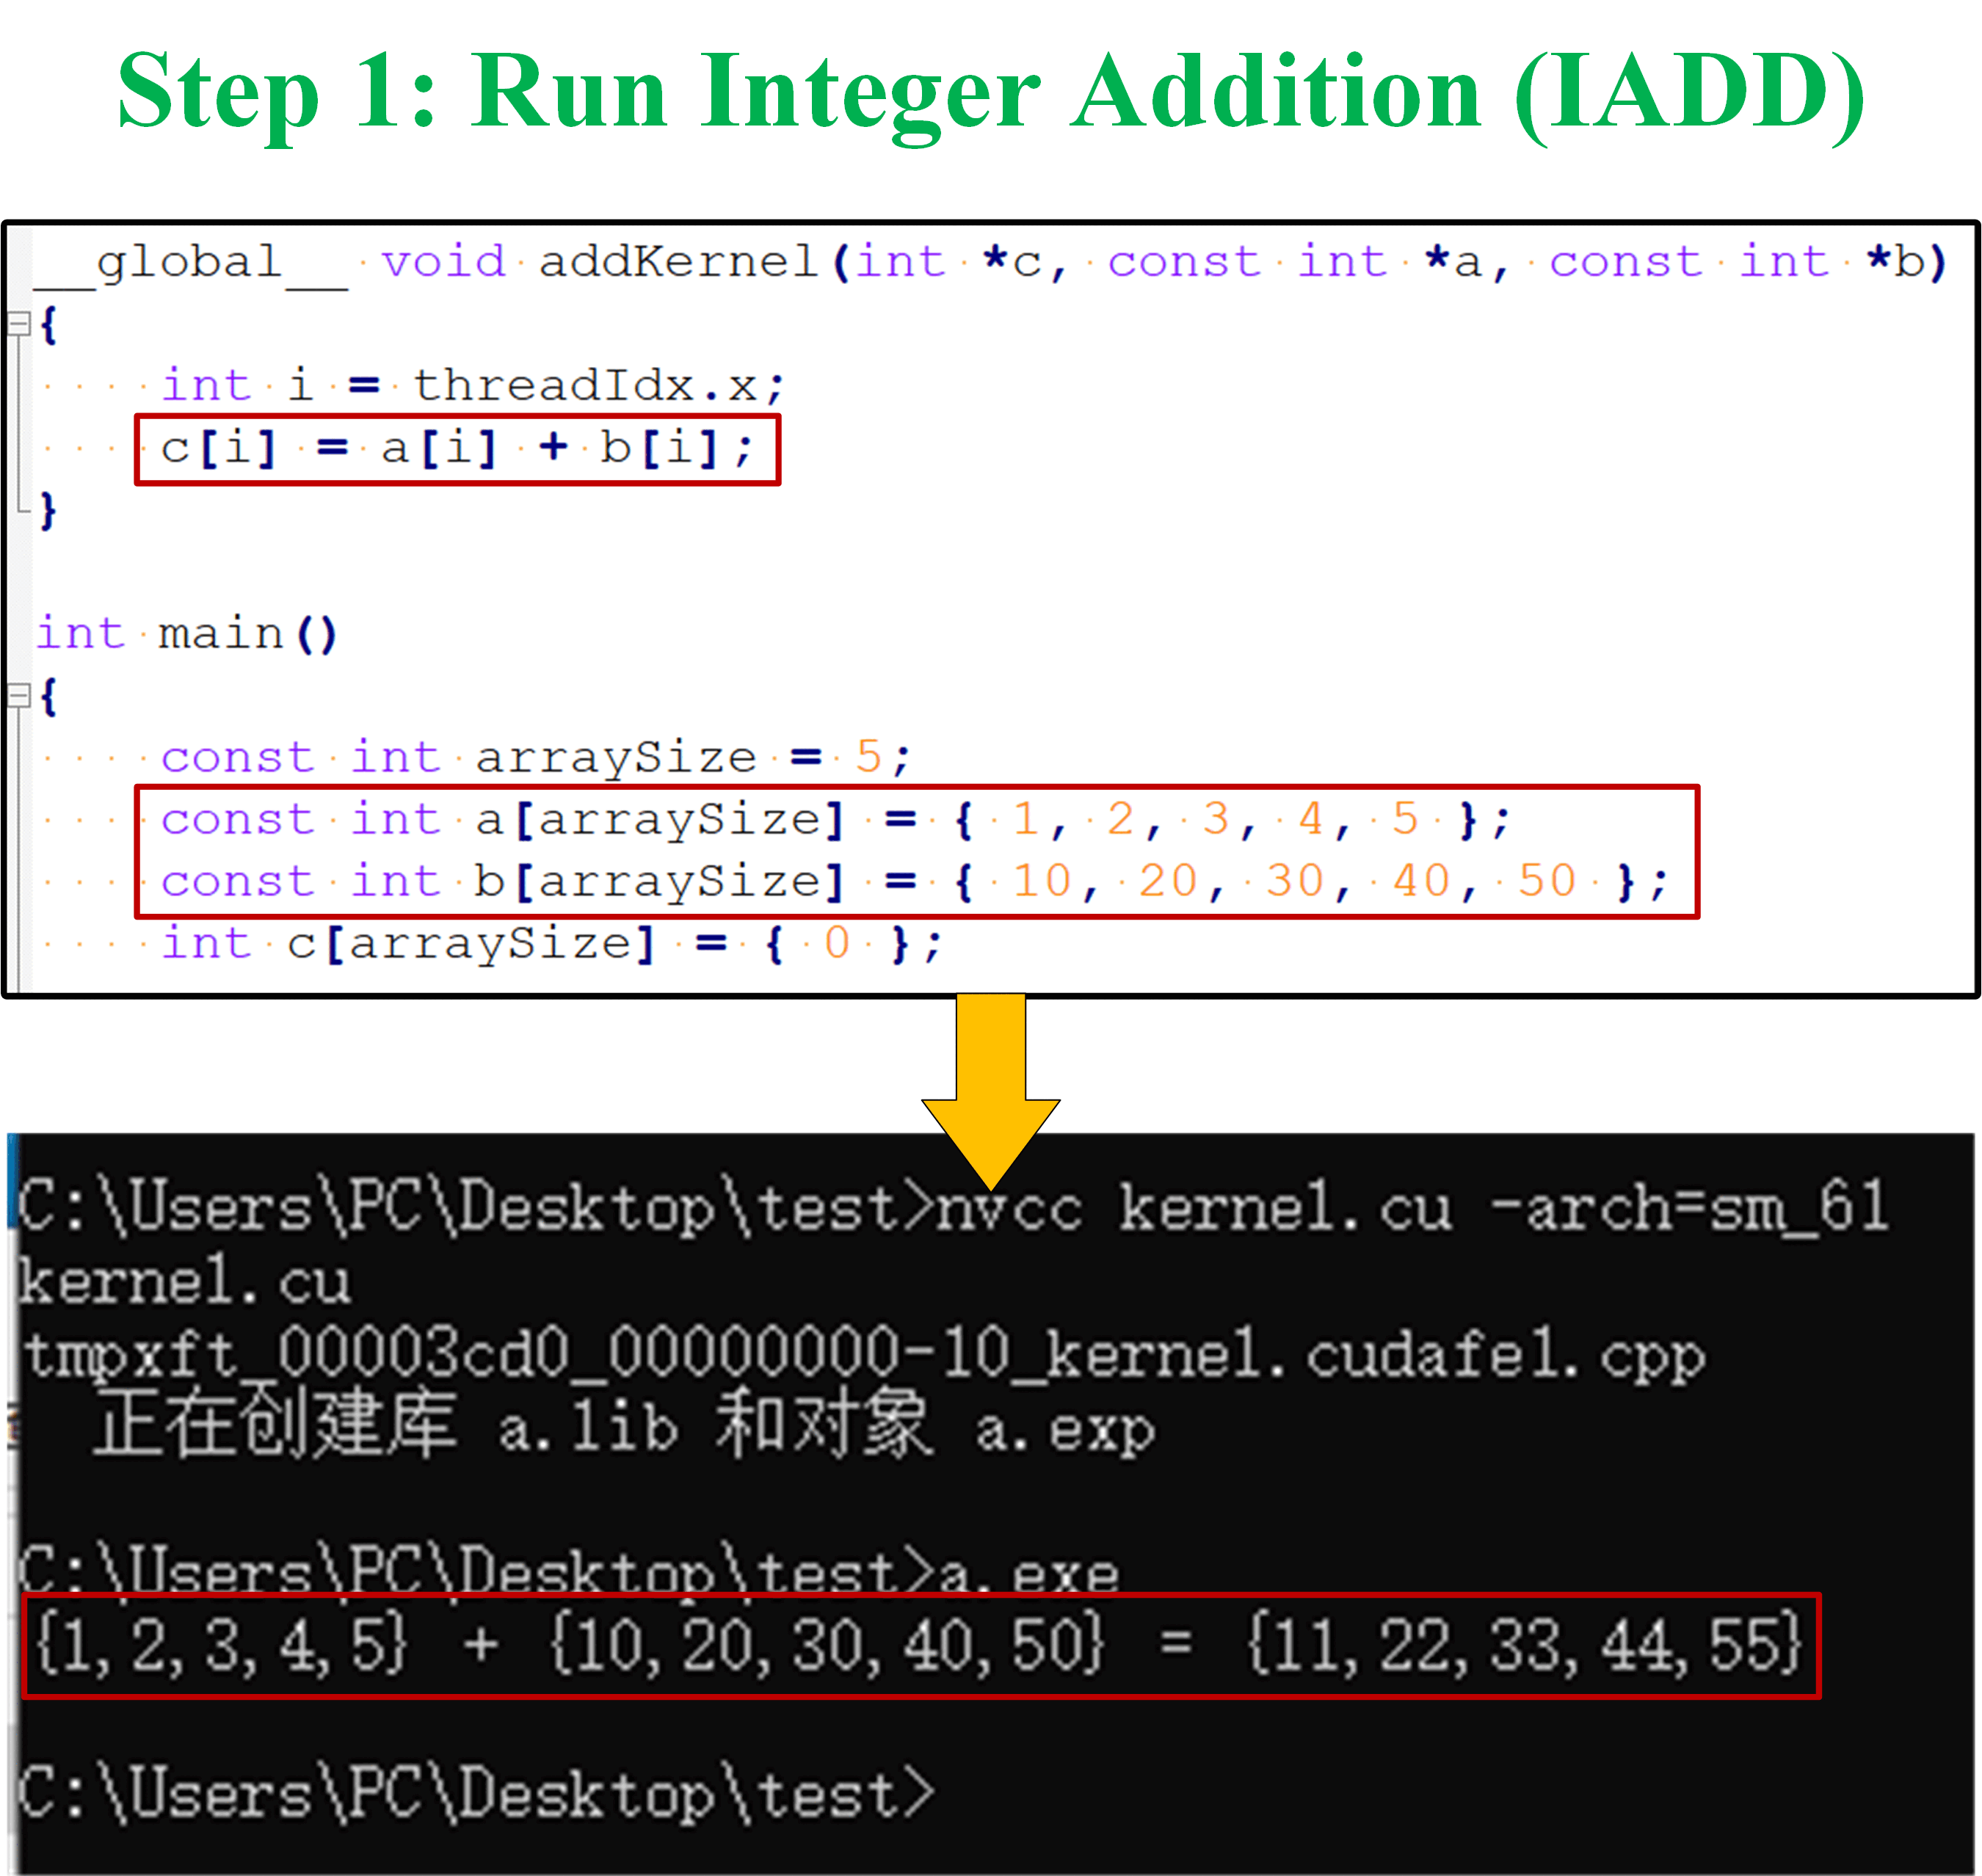 Step 1: Run Integer Addition (IADD)
__global__ void addKernel(int *c, const int *a, const int *b)
{
int i = threadIdx.x;
c[i] = a[i] + b[i];
}
int main()
{
const int arraySize = 5;
const int a[arraySize] = { 1, 2, 3, 4, 5 };
const int b[arraySize] = { 10, 20, 30, 40, 50 };
int c[arraySize] = { 0 };
C:\Users\PC\Desktop\test>nvcc kernel.cu -arch=sm_61
kernel.cu
tmpxft_00003cd0_00000000-10_kernel.cudafe1.cpp
正在创建库 a.lib 和对象 a.exp
C:\Users\PC\Desktop\test>a.exe
{1,2,3,4,5} + {10,20,30,40,50} = {11,22,33,44,55}
C:\Users\PC\Desktop\test>